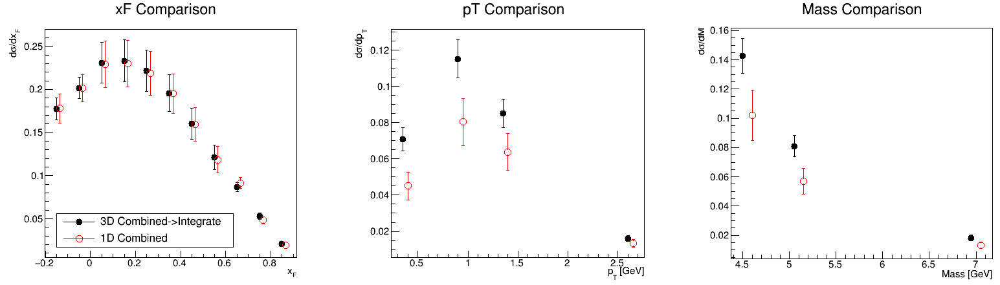 xF Comparison
dσ/dx_F
0.25
0.2
0.15
0.1
0.05
3D Combined->Integrate
1D Combined
−0.2 0 0.2 0.4 0.6 0.8
x_F
pT Comparison
dσ/dp_T
0.12
0.1
0.08
0.06
0.04
0.02
0.5 1 1.5 2 2.5
p_T [GeV]
Mass Comparison
dσ/dM
0.16
0.14
0.12
0.1
0.08
0.06
0.04
0.02
4.5 5 5.5 6 6.5 7
Mass [GeV]